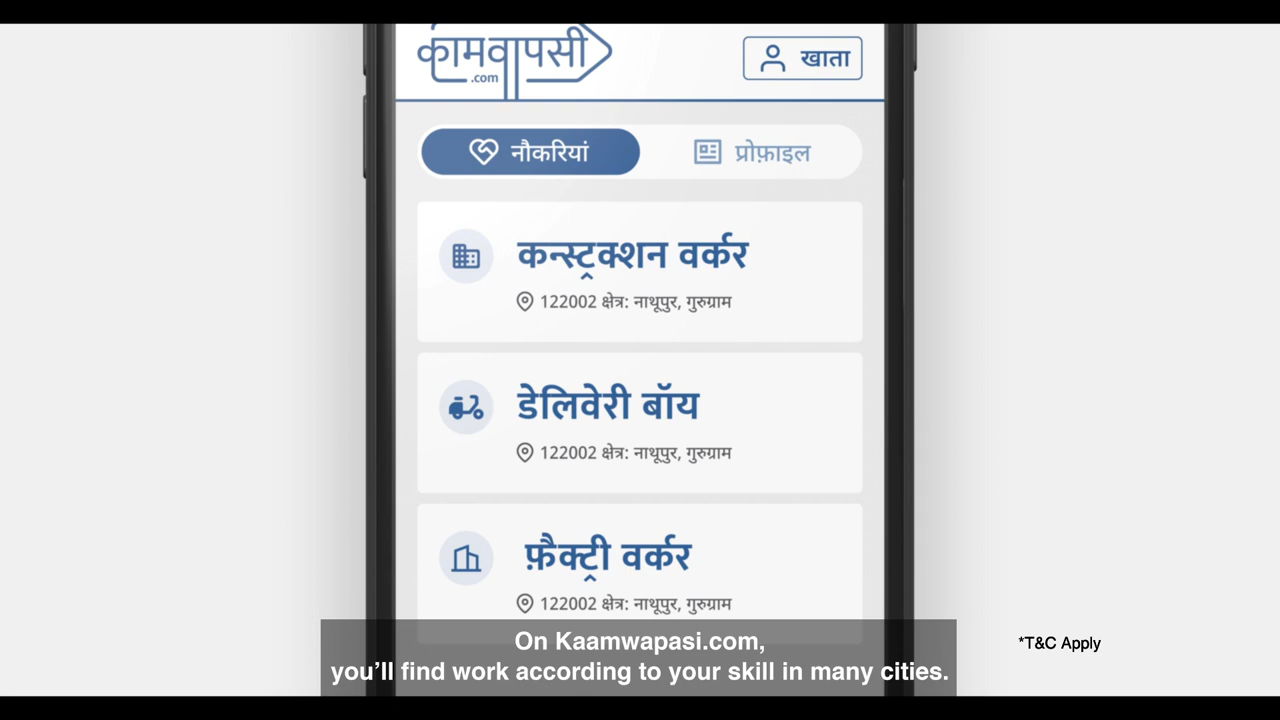 कामवापसी
.com
खाता
नौकरियां
प्रोफ़ाइल
कन्स्ट्रक्शन वर्कर
122002 क्षेत्र: नाथूपुर, गुरुग्राम
डेलिवेरी बॉय
122002 क्षेत्र: नाथूपुर, गुरुग्राम
फ़ैक्ट्री वर्कर
122002 क्षेत्र: नाथूपुर, गुरुग्राम
On Kaamwapasi.com,
you’ll find work according to your skill in many cities.
*T&C Apply